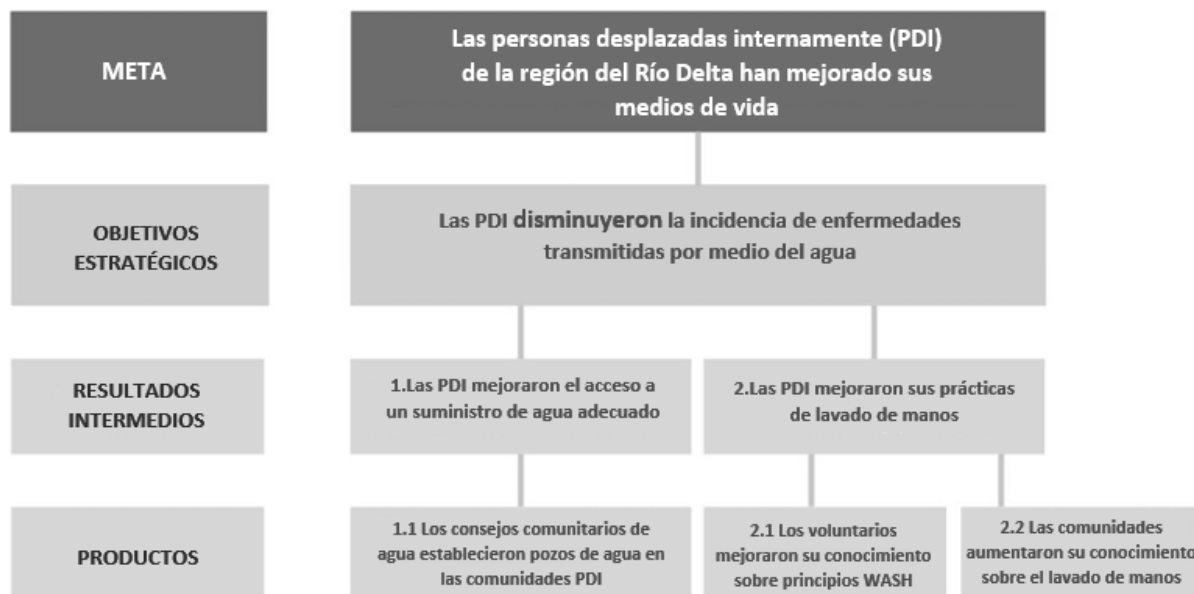 META
Las personas desplazadas internamente (PDI)
de la región del Río Delta han mejorado sus
medios de vida
OBJETIVOS
ESTRATÉGICOS
Las PDI disminuyeron la incidencia de enfermedades
transmitidas por medio del agua
RESULTADOS
INTERMEDIOS
1.Las PDI mejoraron el acceso a
un suministro de agua adecuado
2.Las PDI mejoraron sus prácticas
de lavado de manos
PRODUCTOS
1.1 Los consejos comunitarios de
agua establecieron pozos de agua en
las comunidades PDI
2.1 Los voluntarios
mejoraron su conocimiento
sobre principios WASH
2.2 Las comunidades
aumentaron su conocimiento
sobre el lavado de manos